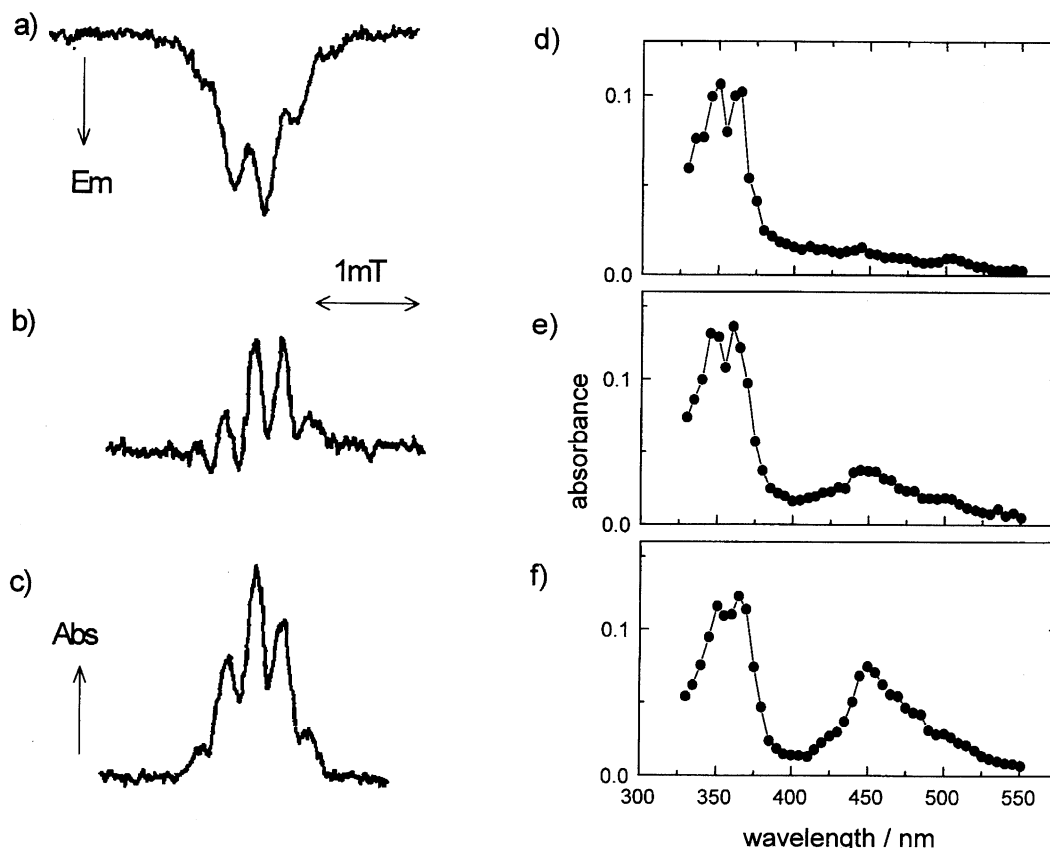 a)
Em
1mT
b)
c)
Abs
d)
0.1
0.0
e)
0.1
0.0
absorbance
f)
0.1
0.0
300 350 400 450 500 550
wavelength / nm